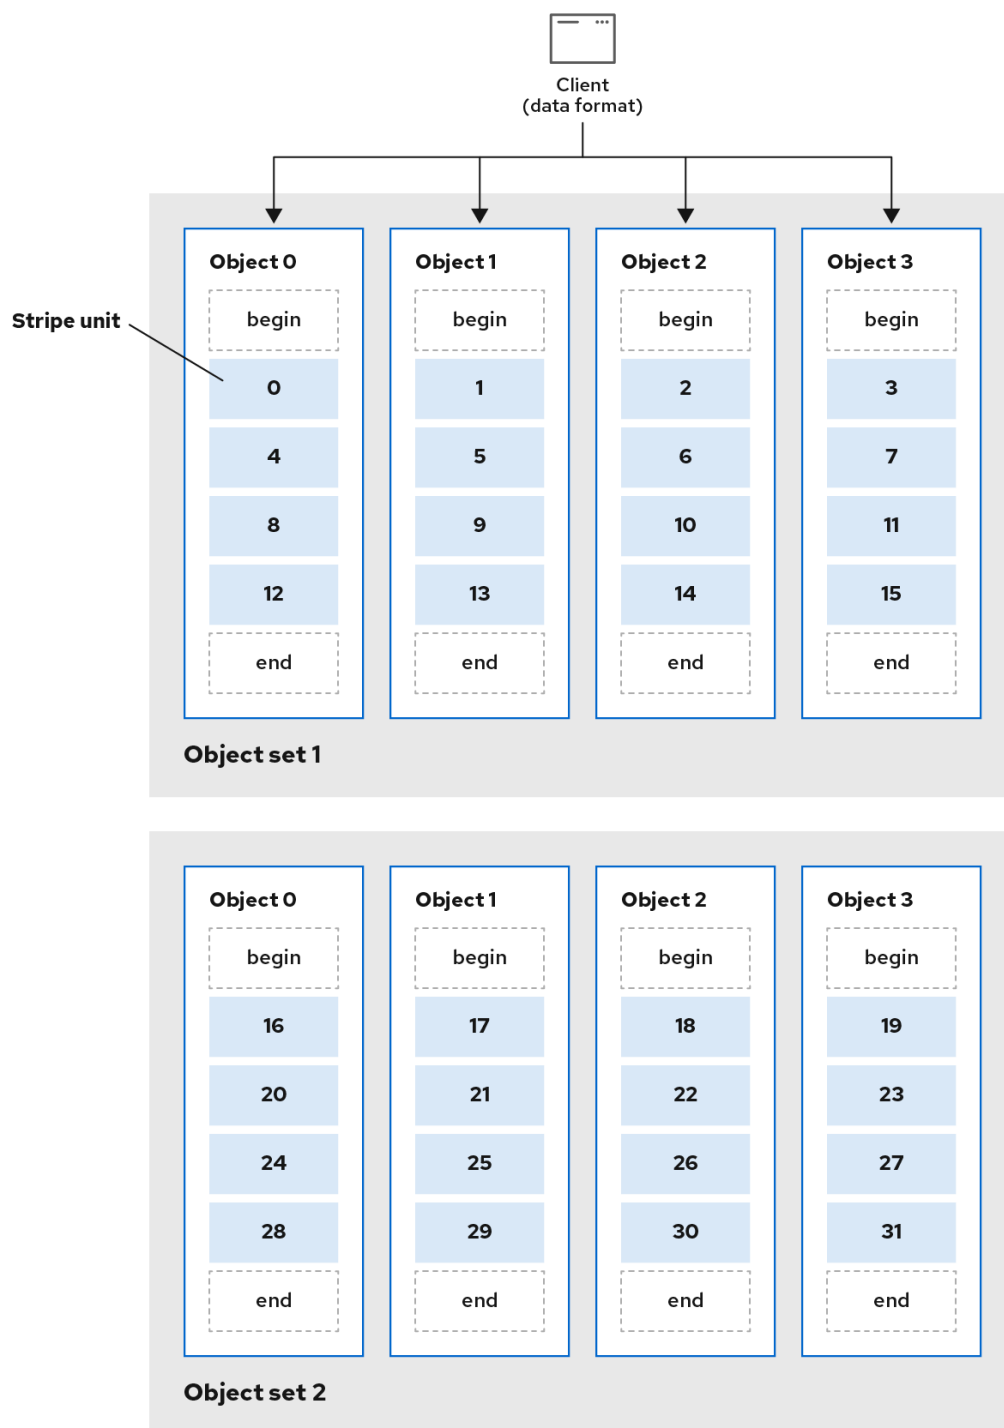 Client
(data format)
Object 0
Object 1
Object 2
Object 3
Stripe unit
begin
begin
begin
begin
0
1
2
3
4
5
6
7
8
9
10
11
12
13
14
15
end
end
end
end
Object set 1
Object 0
Object 1
Object 2
Object 3
begin
begin
begin
begin
16
17
18
19
20
21
22
23
24
25
26
27
28
29
30
31
end
end
end
end
Object set 2